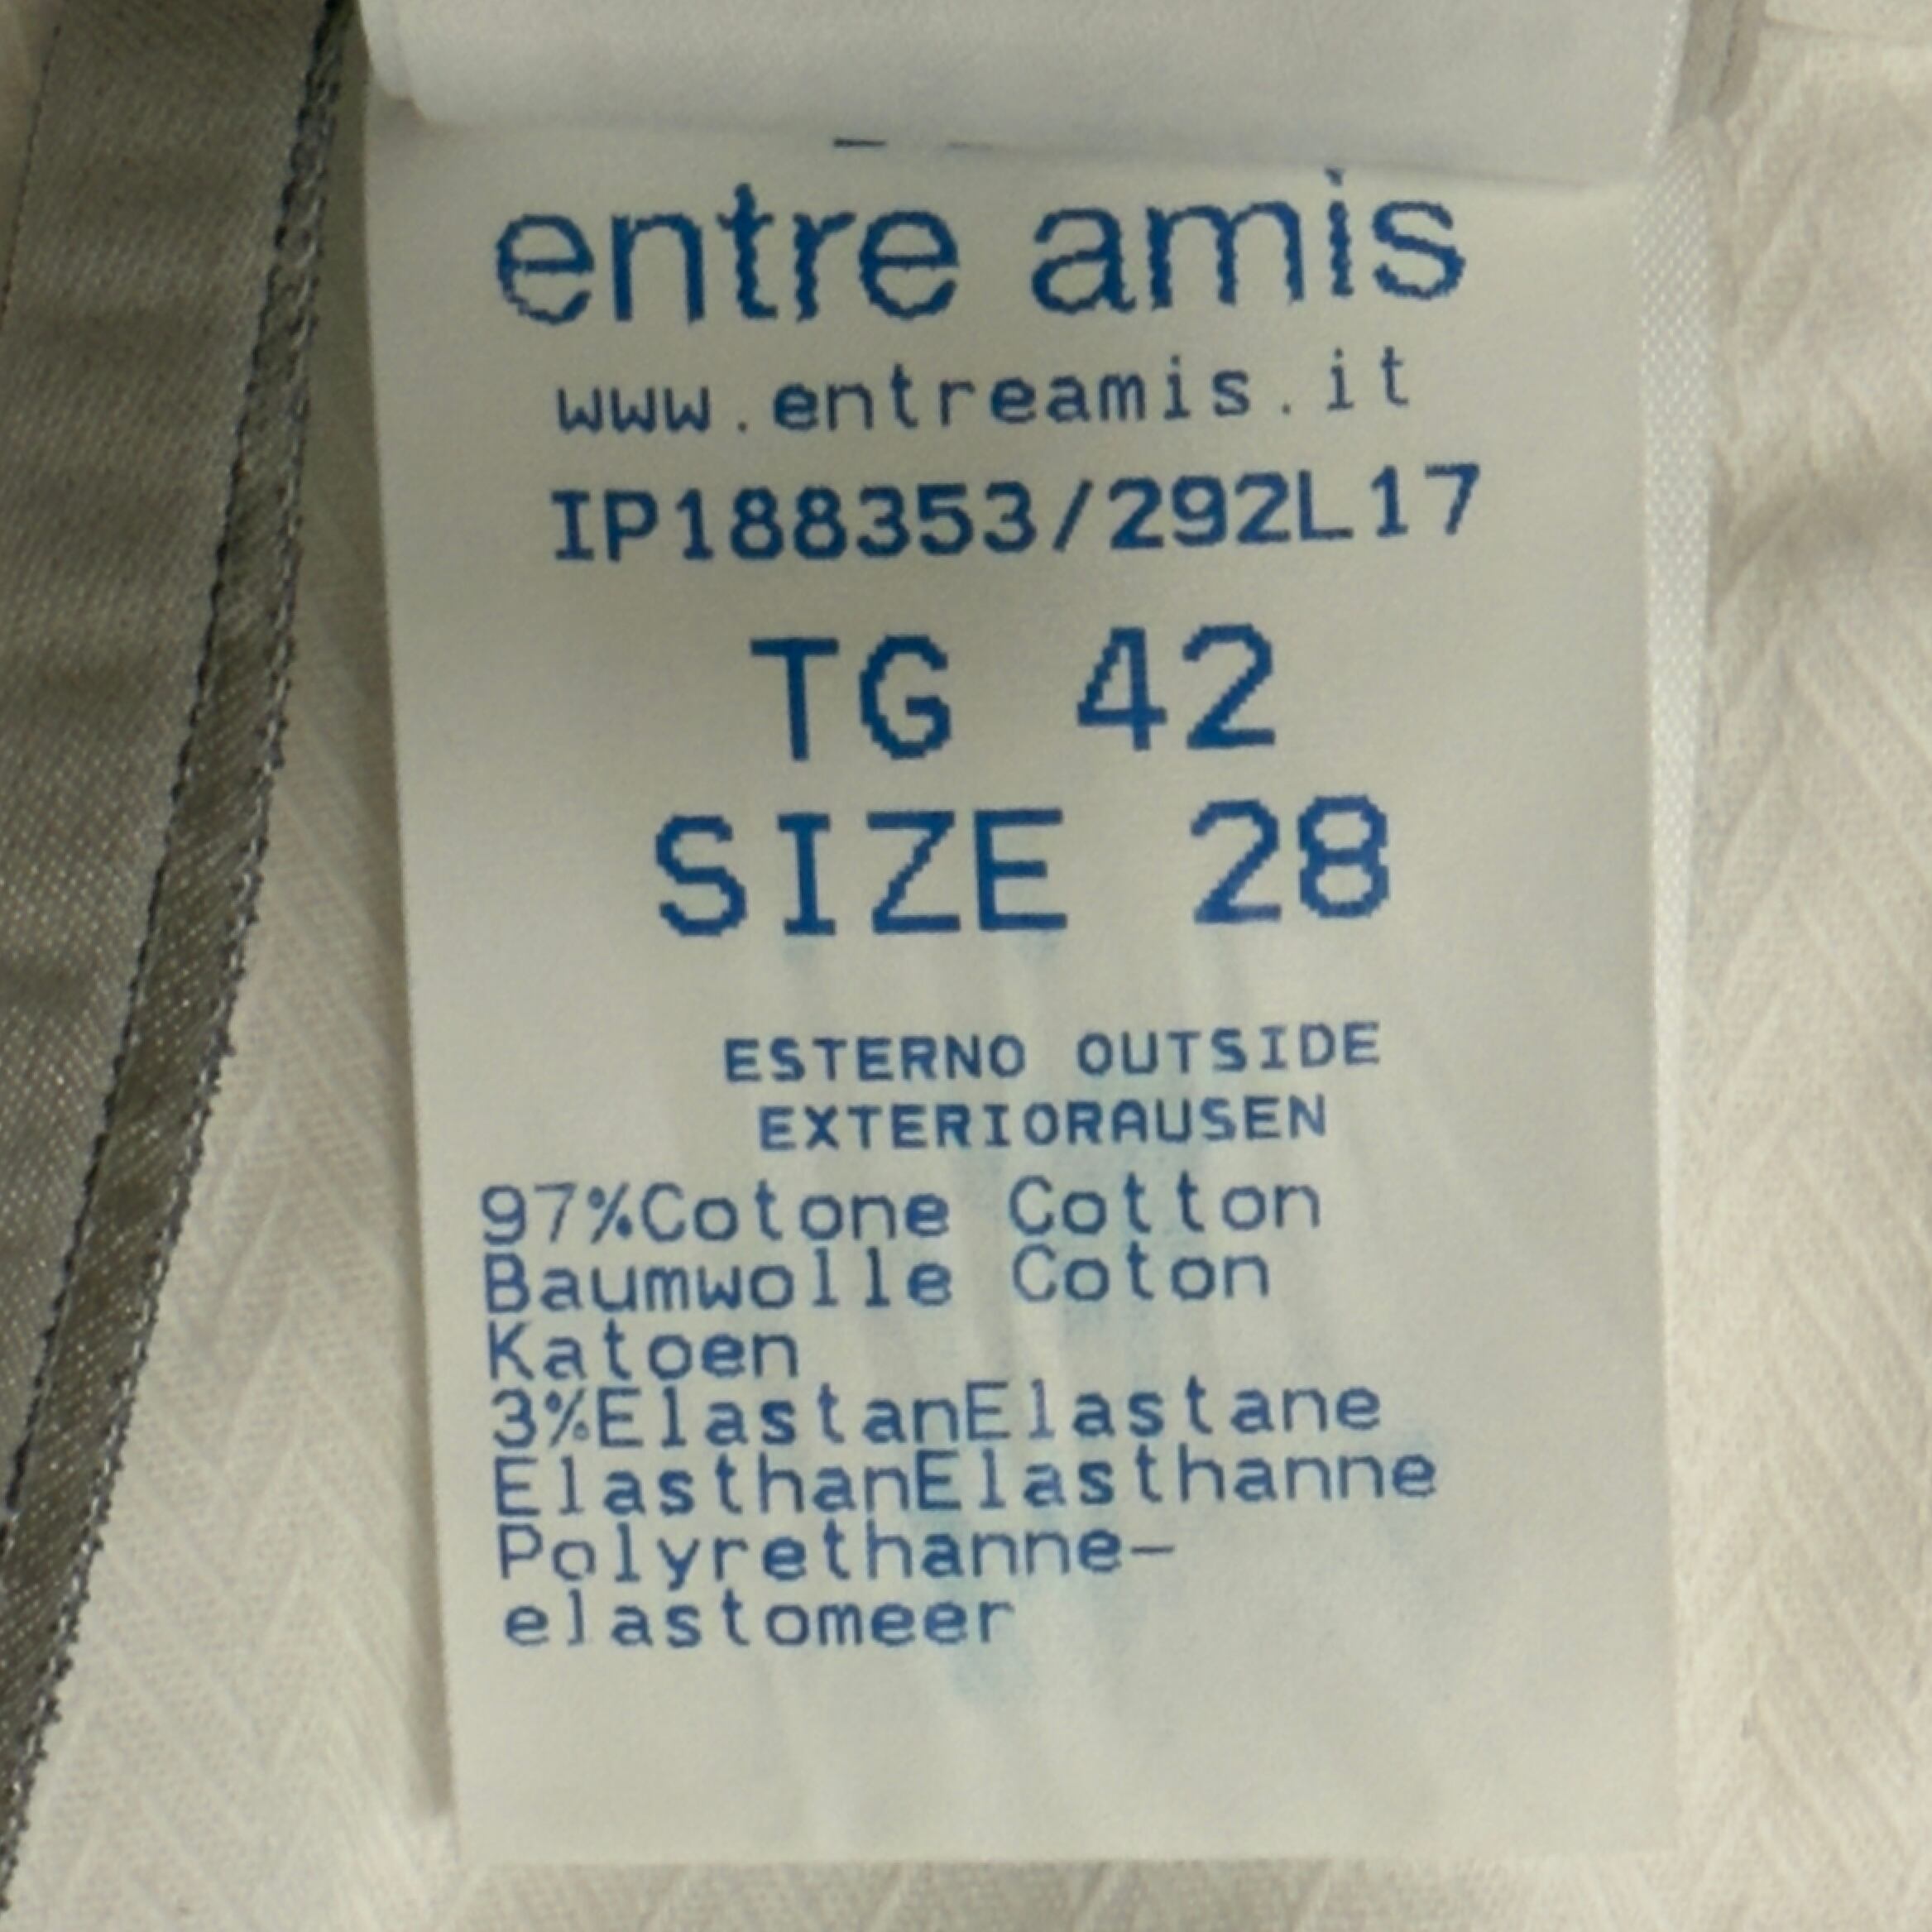 entre amis
www.entreamis.it
IP188353/292L17
TG 42
SIZE 28
ESTERNO OUTSIDE
EXTERIORAUSEN
97%Cotone Cotton
Baumwolle Coton
Katoen
3%ElastanElastane
ElasthanElasthanne
Polyrethanne-
elastomeer